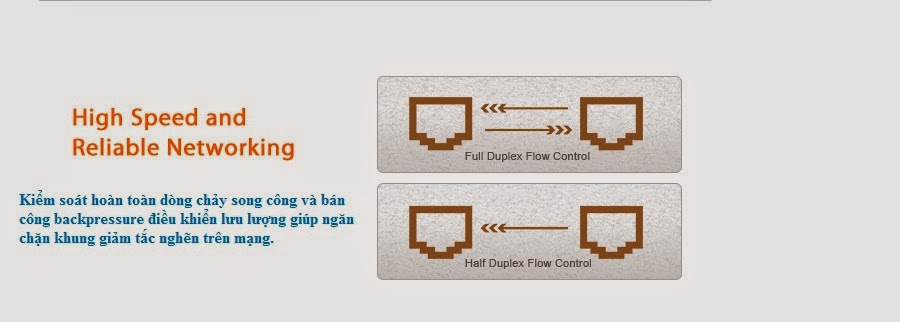 High Speed and
Reliable Networking
Kiểm soát hoàn toàn dòng chảy song công và bán
công backpressure điều khiển lưu lượng giúp ngăn
chặn khung giảm tắc nghẽn trên mạng.
Full Duplex Flow Control
Half Duplex Flow Control